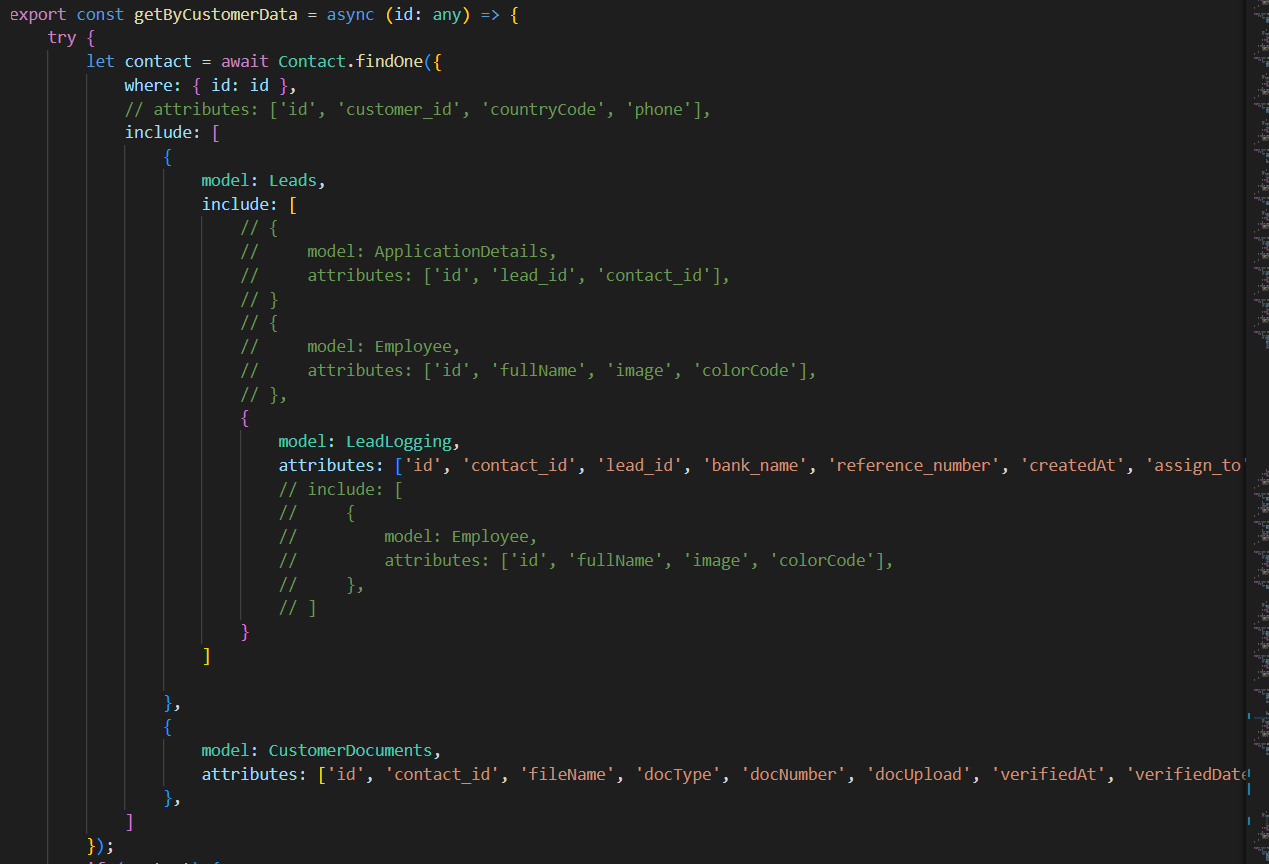 export const getByCustomerData = async (id: any) => {
try {
let contact = await Contact.findOne({
where: { id: id },
// attributes: ['id', 'customer_id', 'countryCode', 'phone'],
include: [
{
model: Leads,
include: [
// {
//     model: ApplicationDetails,
//     attributes: ['id', 'lead_id', 'contact_id'],
// }
// {
//     model: Employee,
//     attributes: ['id', 'fullName', 'image', 'colorCode'],
// },
{
model: LeadLogging,
attributes: ['id', 'contact_id', 'lead_id', 'bank_name', 'reference_number', 'createdAt', 'assign_to'
// include: [
//     {
//         model: Employee,
//         attributes: ['id', 'fullName', 'image', 'colorCode'],
//     },
// ]
}
]
},
{
model: CustomerDocuments,
attributes: ['id', 'contact_id', 'fileName', 'docType', 'docNumber', 'docUpload', 'verifiedAt', 'verifiedDate
},
]
});